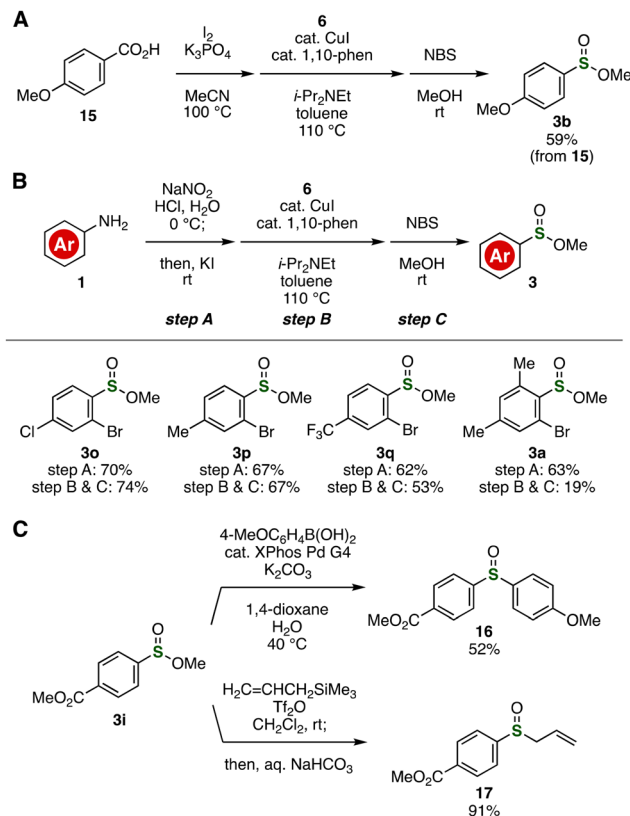 A
CO2H
MeO
15
I2
K3PO4
MeCN
100 °C
6
cat. CuI
cat. 1,10-phen
i-Pr2NEt
toluene
110 °C
NBS
MeOH
rt
O
S
OMe
MeO
3b
59%
(from 15)
B
NH2
Ar
1
NaNO2
HCl, H2O
0 °C;
then, KI
rt
step A
6
cat. CuI
cat. 1,10-phen
i-Pr2NEt
toluene
110 °C
step B
NBS
MeOH
rt
step C
O
S
OMe
Ar
3
O
S
OMe
Cl
Br
3o
step A: 70%
step B & C: 74%
O
S
OMe
Me
Br
3p
step A: 67%
step B & C: 67%
O
S
OMe
F3C
Br
3q
step A: 62%
step B & C: 53%
Me
O
S
OMe
Me
Br
3a
step A: 63%
step B & C: 19%
C
O
S
OMe
MeO2C
3i
4-MeOC6H4B(OH)2
cat. XPhos Pd G4
K2CO3
1,4-dioxane
H2O
40 °C
O
S
MeO2C
OMe
16
52%
H2C=CHCH2SiMe3
Tf2O
CH2Cl2, rt;
then, aq. NaHCO3
O
S
MeO2C
17
91%